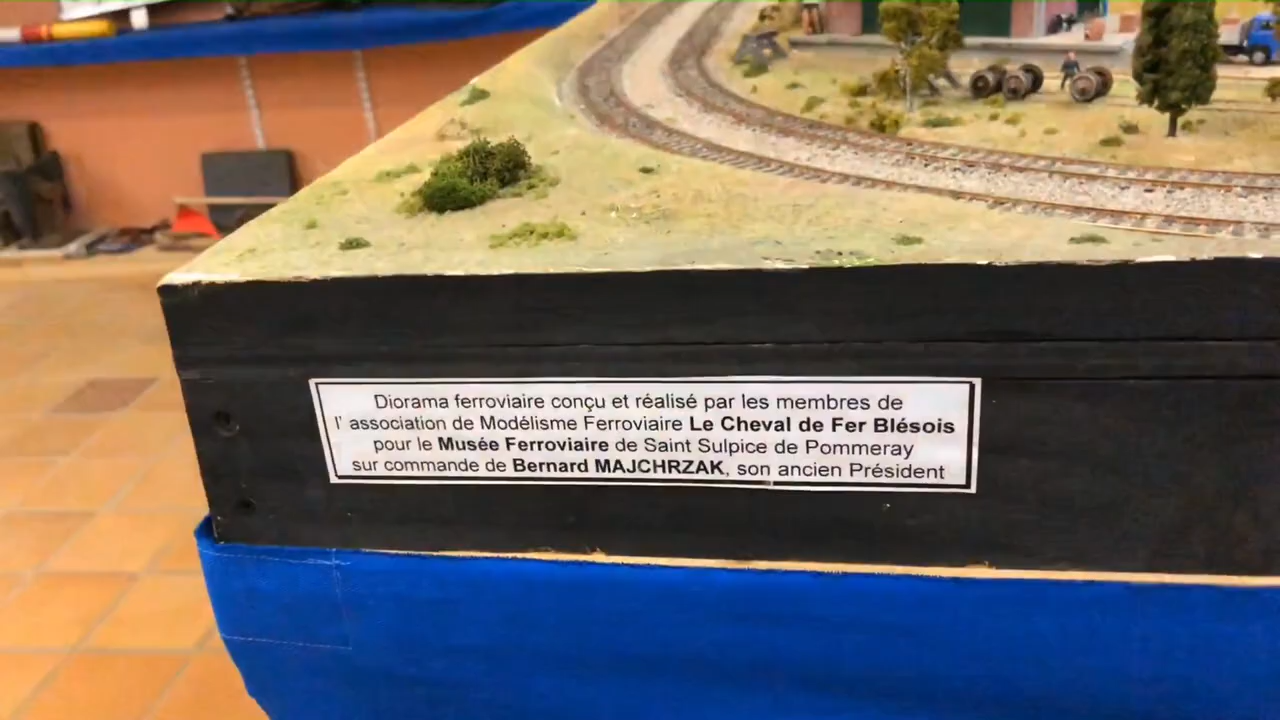 Diorama ferroviaire conçu et réalisé par les membres de
l' association de Modélisme Ferroviaire Le Cheval de Fer Blésois
pour le Musée Ferroviaire de Saint Sulpice de Pommeray
sur commande de Bernard MAJCHRZAK, son ancien Président